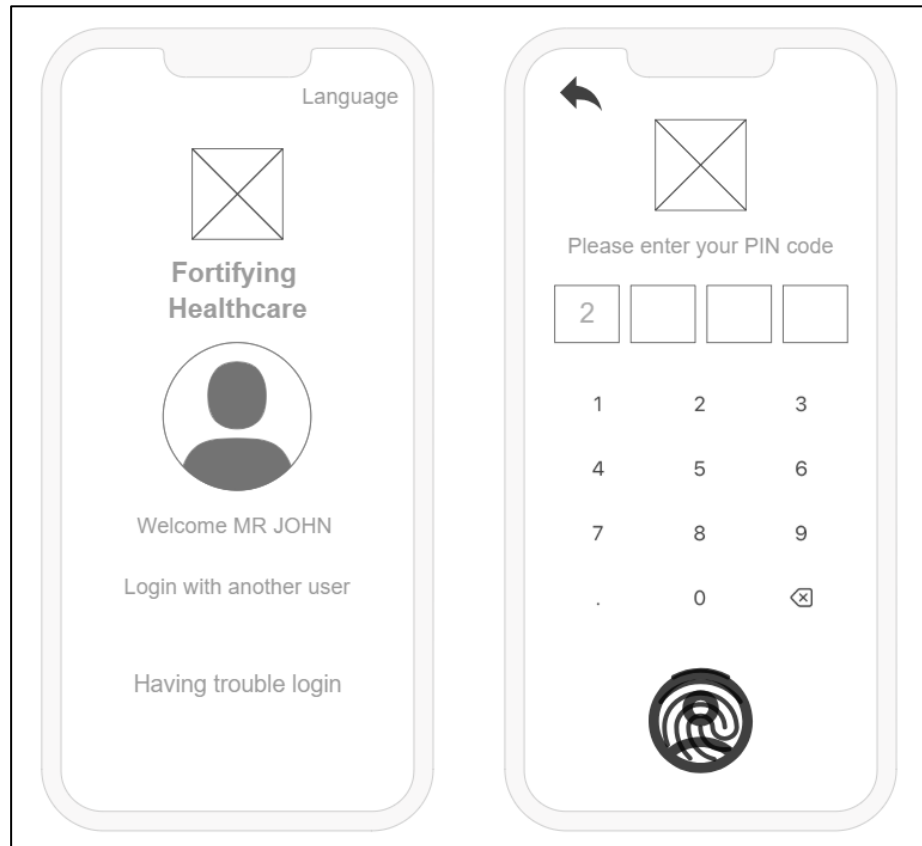 Language
Fortifying
Healthcare
Welcome MR JOHN
Login with another user
Having trouble login
Please enter your PIN code
2
1 2 3
4 5 6
7 8 9
. 0